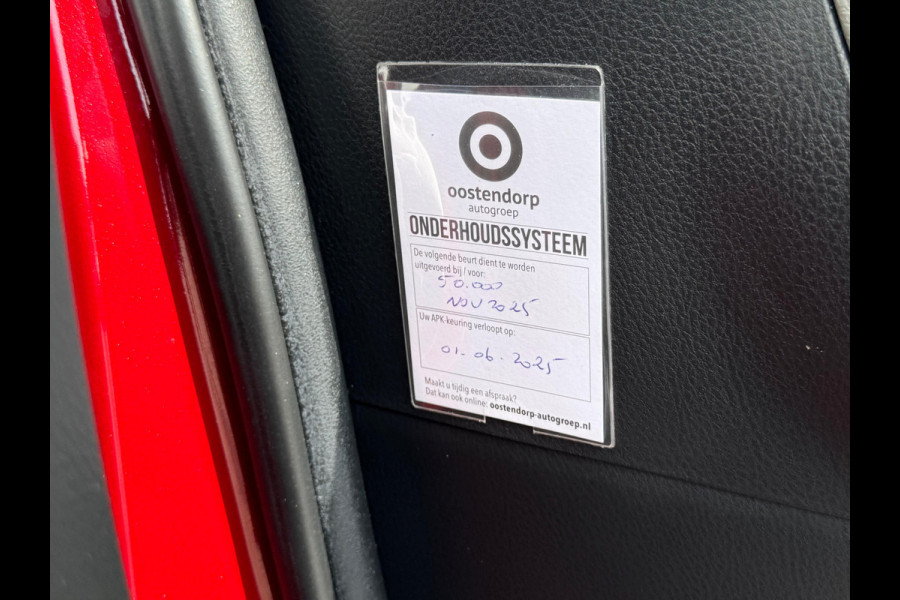 oostendorp
autogroep
ONDERHOUDSSYSTEEM
De volgende beurt dient te worden
uitgevoerd bij / voor:
50.000
NOV 2025
Uw APK-keuring verloopt op:
01-06-2025
Maakt u tijdig een afspraak?
Dat kan ook online: oostendorp-autogroep.nl